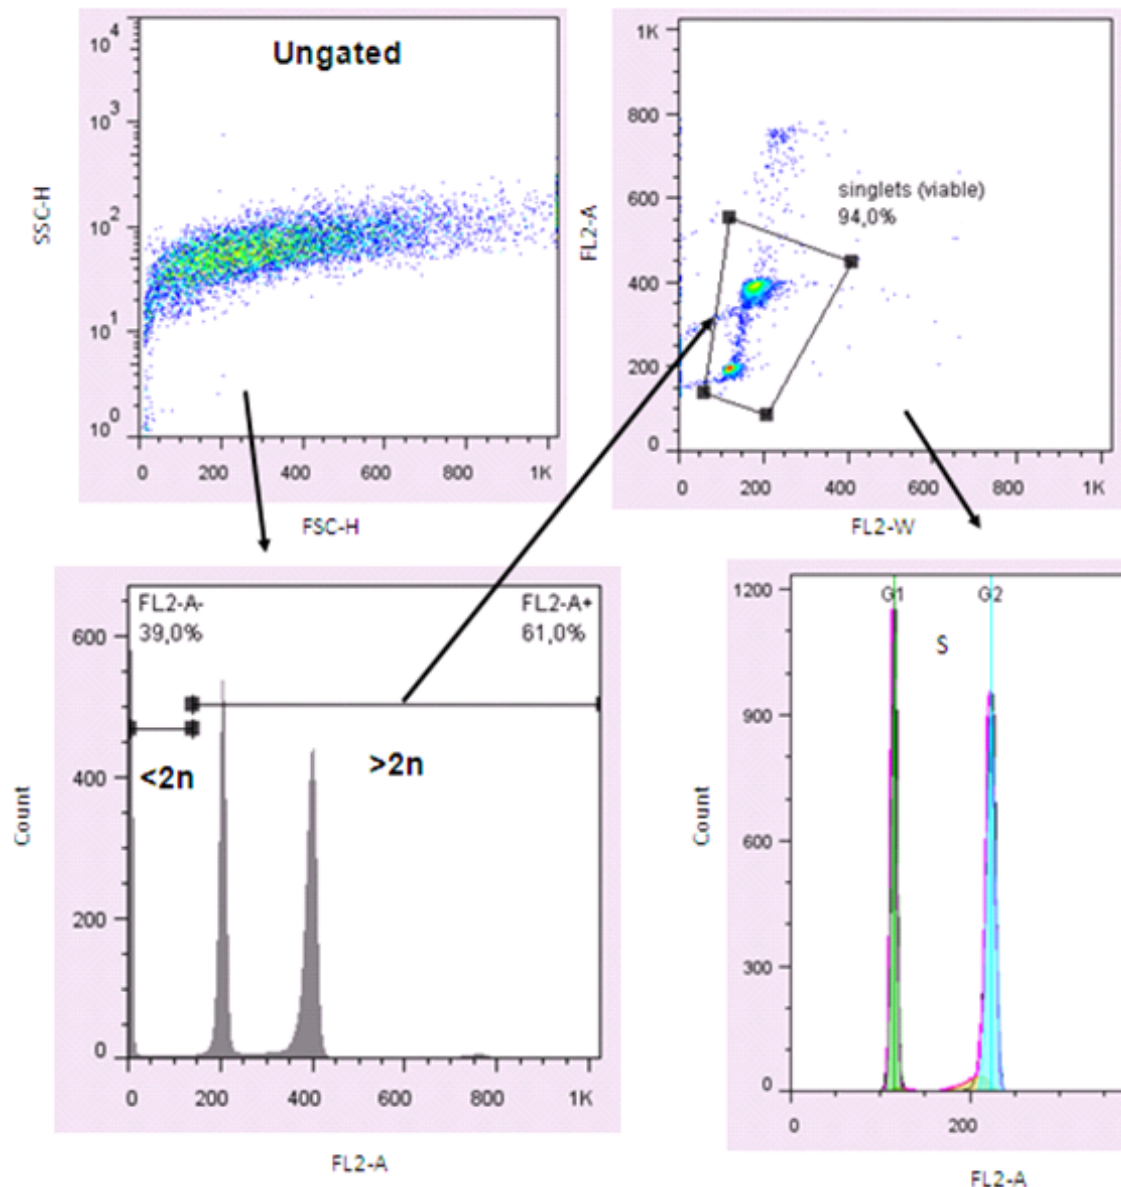 Ungated
10^4
10^3
10^2
10^1
10^0
SSC-H
0 200 400 600 800 1K
FSC-H
1K
800
600
400
200
0
FL2-A
singlets (viable)
94,0%
0 200 400 600 800 1K
FL2-W
FL2-A-
39,0%
FL2-A+
61,0%
600
400
200
0
<2n
>2n
Count
0 200 400 600 800 1K
FL2-A
1200
900
600
300
0
G1
G2
S
Count
0 200
FL2-A